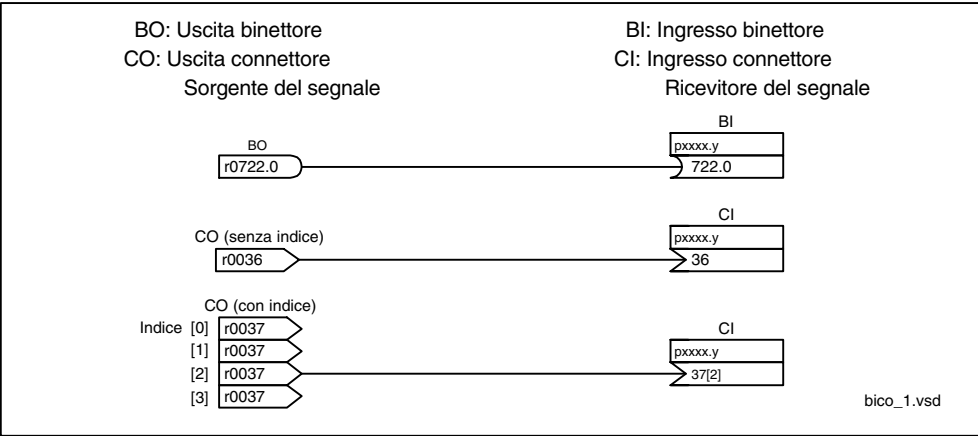 BO: Uscita binettore
BI: Ingresso binettore
CO: Uscita connettore
CI: Ingresso connettore
Sorgente del segnale
Ricevitore del segnale
BO
r0722.0
BI
pxxxx.y
722.0
CO (senza indice)
r0036
CI
pxxxx.y
36
CO (con indice)
Indice [0] r0037
[1] r0037
[2] r0037
[3] r0037
CI
pxxxx.y
37[2]
bico_1.vsd